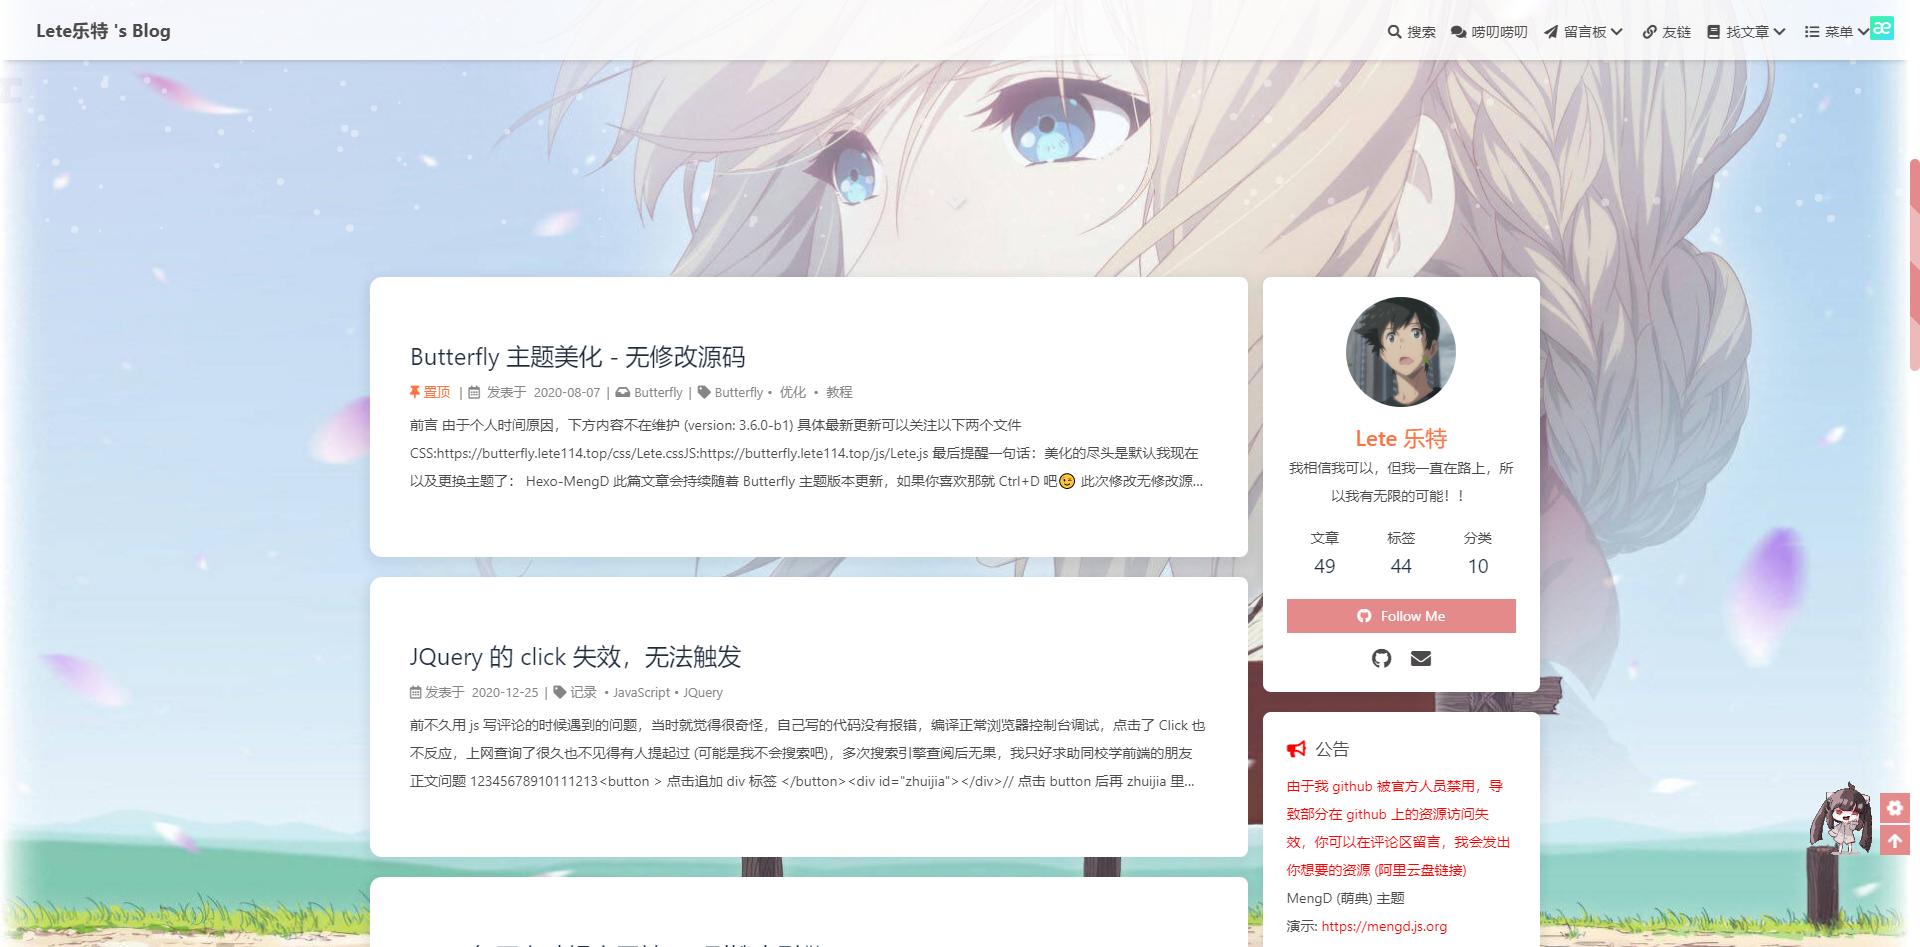 Lete乐特 's Blog
搜索 唠叨唠叨 留言板 友链 找文章 菜单
æ
Butterfly 主题美化 - 无修改源码
置顶 | 发表于 2020-08-07 | Butterfly | Butterfly • 优化 • 教程
前言 由于个人时间原因，下方内容不在维护 (version: 3.6.0-b1) 具体最新更新可以关注以下两个文件
CSS:https://butterfly.lete114.top/css/Lete.cssJS:https://butterfly.lete114.top/js/Lete.js 最后提醒一句话：美化的尽头是默认我现在
以及更换主题了： Hexo-MengD 此篇文章会持续随着 Butterfly 主题版本更新，如果你喜欢那就 Ctrl+D 吧😉 此次修改无修改源...
JQuery 的 click 失效，无法触发
发表于 2020-12-25 | 记录 • JavaScript • JQuery
前不久用 js 写评论的时候遇到的问题，当时就觉得很奇怪，自己写的代码没有报错，编译正常浏览器控制台调试，点击了 Click 也
不反应，上网查询了很久也不见得有人提起过 (可能是我不会搜索吧)，多次搜索引擎查阅后无果，我只好求助同校学前端的朋友
正文问题 12345678910111213<button > 点击追加 div 标签 </button><div id="zhuijia"></div>// 点击 button 后再 zhuijia 里...
Lete 乐特
我相信我可以，但我一直在路上，所
以我有无限的可能！！
文章 标签 分类
49 44 10
Follow Me
公告
由于我 github 被官方人员禁用，导
致部分在 github 上的资源访问失
效，你可以在评论区留言，我会发出
你想要的资源 (阿里云盘链接)
MengD (萌典) 主题
演示: https://mengd.js.org